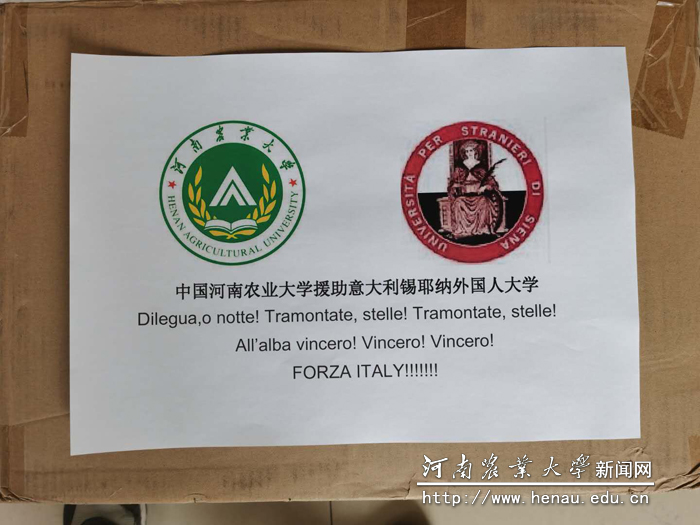 河南农业大学
HENAN AGRICULTURAL UNIVERSITY
UNIVERSITÀ PER STRANIERI DI SIENA
中国河南农业大学援助意大利锡耶纳外国人大学
Dilegua,o notte! Tramontate, stelle! Tramontate, stelle!
All'alba vincero! Vincero! Vincero!
FORZA ITALY!!!!!!!
河南农业大学新闻网
http://www.henau.edu.cn